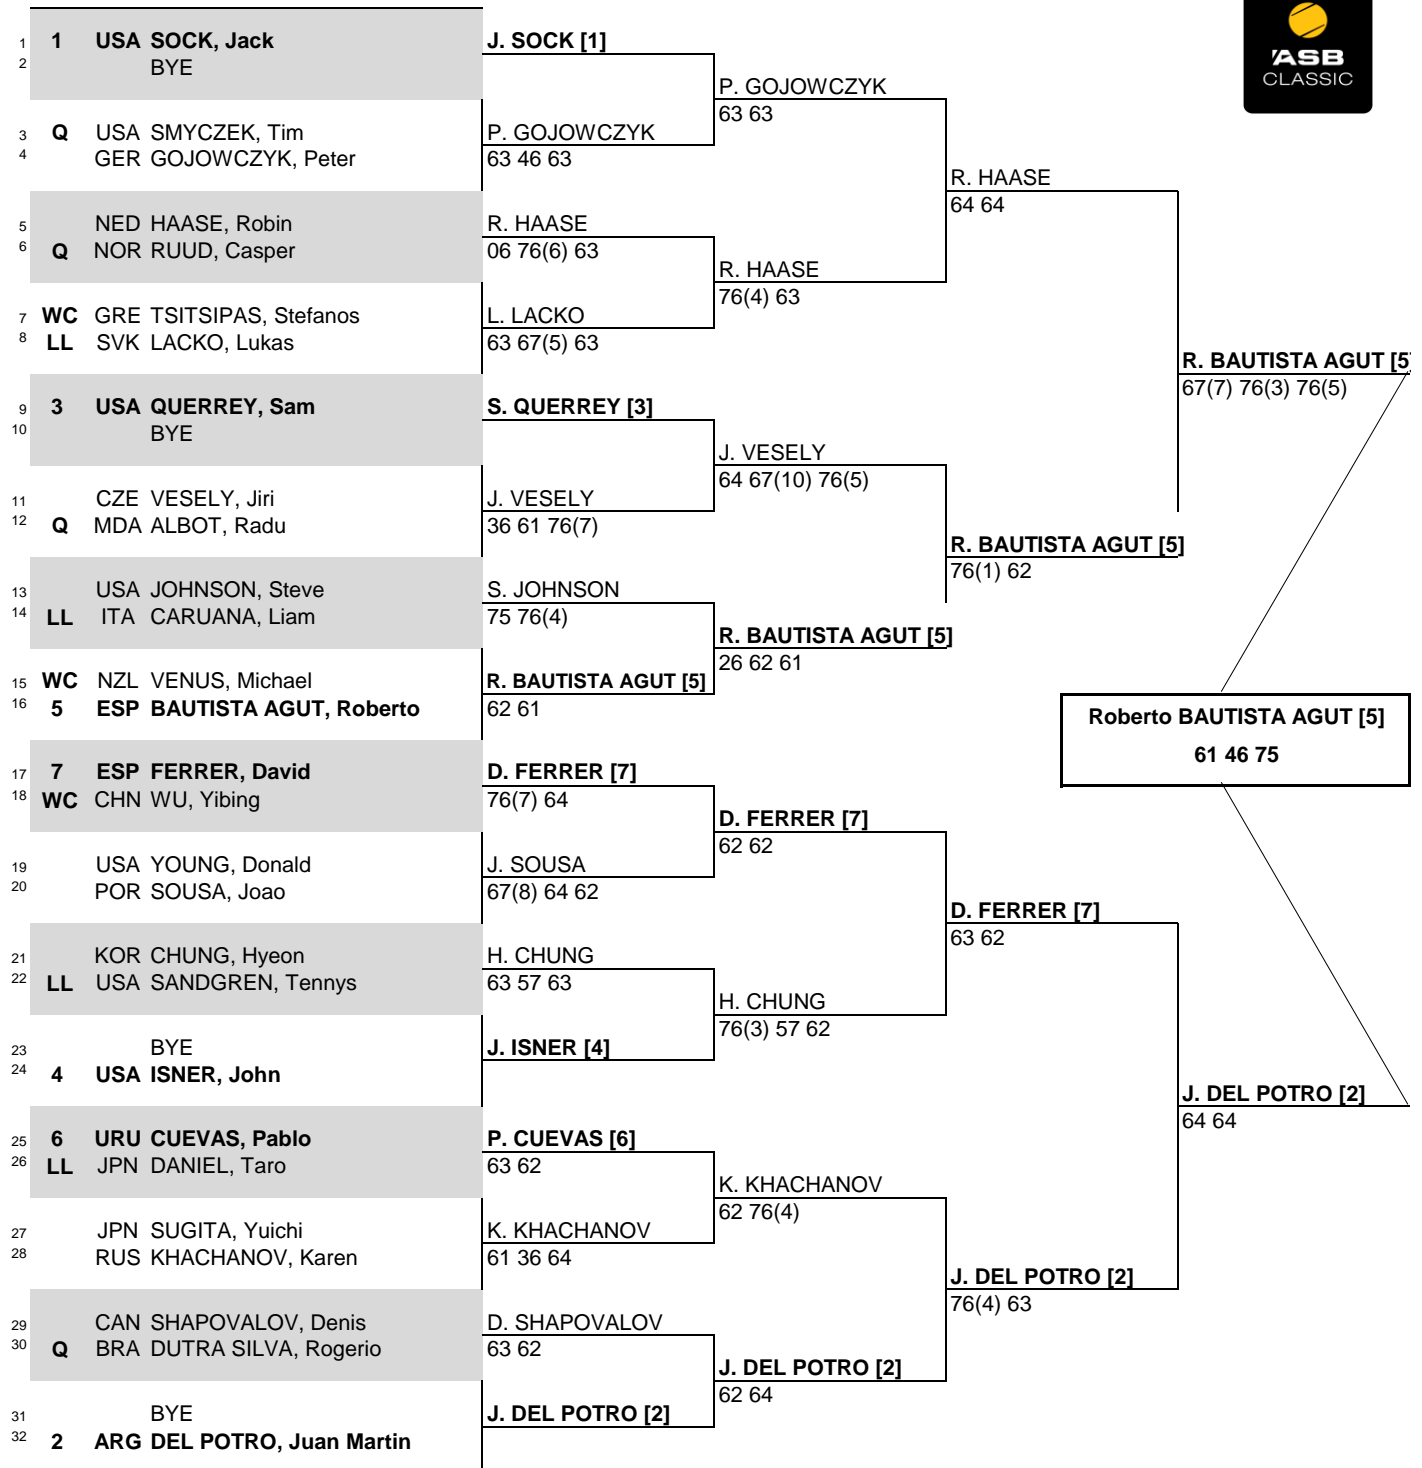 ASB
CLASSIC
1 1 USA SOCK, Jack
2 BYE
3 Q USA SMYCZEK, Tim
4 GER GOJOWCZYK, Peter
5 NED HAASE, Robin
6 Q NOR RUUD, Casper
7 WC GRE TSITSIPAS, Stefanos
8 LL SVK LACKO, Lukas
9 3 USA QUERREY, Sam
10 BYE
11 CZE VESELY, Jiri
12 Q MDA ALBOT, Radu
13 USA JOHNSON, Steve
14 LL ITA CARUANA, Liam
15 WC NZL VENUS, Michael
16 5 ESP BAUTISTA AGUT, Roberto
17 7 ESP FERRER, David
18 WC CHN WU, Yibing
19 USA YOUNG, Donald
20 POR SOUSA, Joao
21 KOR CHUNG, Hyeon
22 LL USA SANDGREN, Tennys
23 BYE
24 4 USA ISNER, John
25 6 URU CUEVAS, Pablo
26 LL JPN DANIEL, Taro
27 JPN SUGITA, Yuichi
28 RUS KHACHANOV, Karen
29 CAN SHAPOVALOV, Denis
30 Q BRA DUTRA SILVA, Rogerio
31 BYE
32 2 ARG DEL POTRO, Juan Martin
J. SOCK [1]
P. GOJOWCZYK
63 46 63
R. HAASE
06 76(6) 63
L. LACKO
63 67(5) 63
S. QUERREY [3]
J. VESELY
36 61 76(7)
S. JOHNSON
75 76(4)
R. BAUTISTA AGUT [5]
62 61
D. FERRER [7]
76(7) 64
J. SOUSA
67(8) 64 62
H. CHUNG
63 57 63
J. ISNER [4]
P. CUEVAS [6]
63 62
K. KHACHANOV
61 36 64
D. SHAPOVALOV
63 62
J. DEL POTRO [2]
P. GOJOWCZYK
63 63
R. HAASE
76(4) 63
J. VESELY
64 67(10) 76(5)
R. BAUTISTA AGUT [5]
26 62 61
D. FERRER [7]
62 62
H. CHUNG
76(3) 57 62
K. KHACHANOV
62 76(4)
J. DEL POTRO [2]
62 64
R. HAASE
64 64
R. BAUTISTA AGUT [5]
76(1) 62
D. FERRER [7]
63 62
J. DEL POTRO [2]
76(4) 63
R. BAUTISTA AGUT [5]
67(7) 76(3) 76(5)
J. DEL POTRO [2]
64 64
Roberto BAUTISTA AGUT [5]
61 46 75